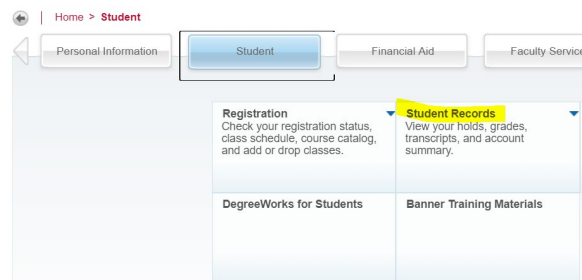 Home > Student
Personal Information
Student
Financial Aid
Faculty Service
Registration
Check your registration status,
class schedule, course catalog,
and add or drop classes.
Student Records
View your holds, grades,
transcripts, and account
summary.
DegreeWorks for Students
Banner Training Materials